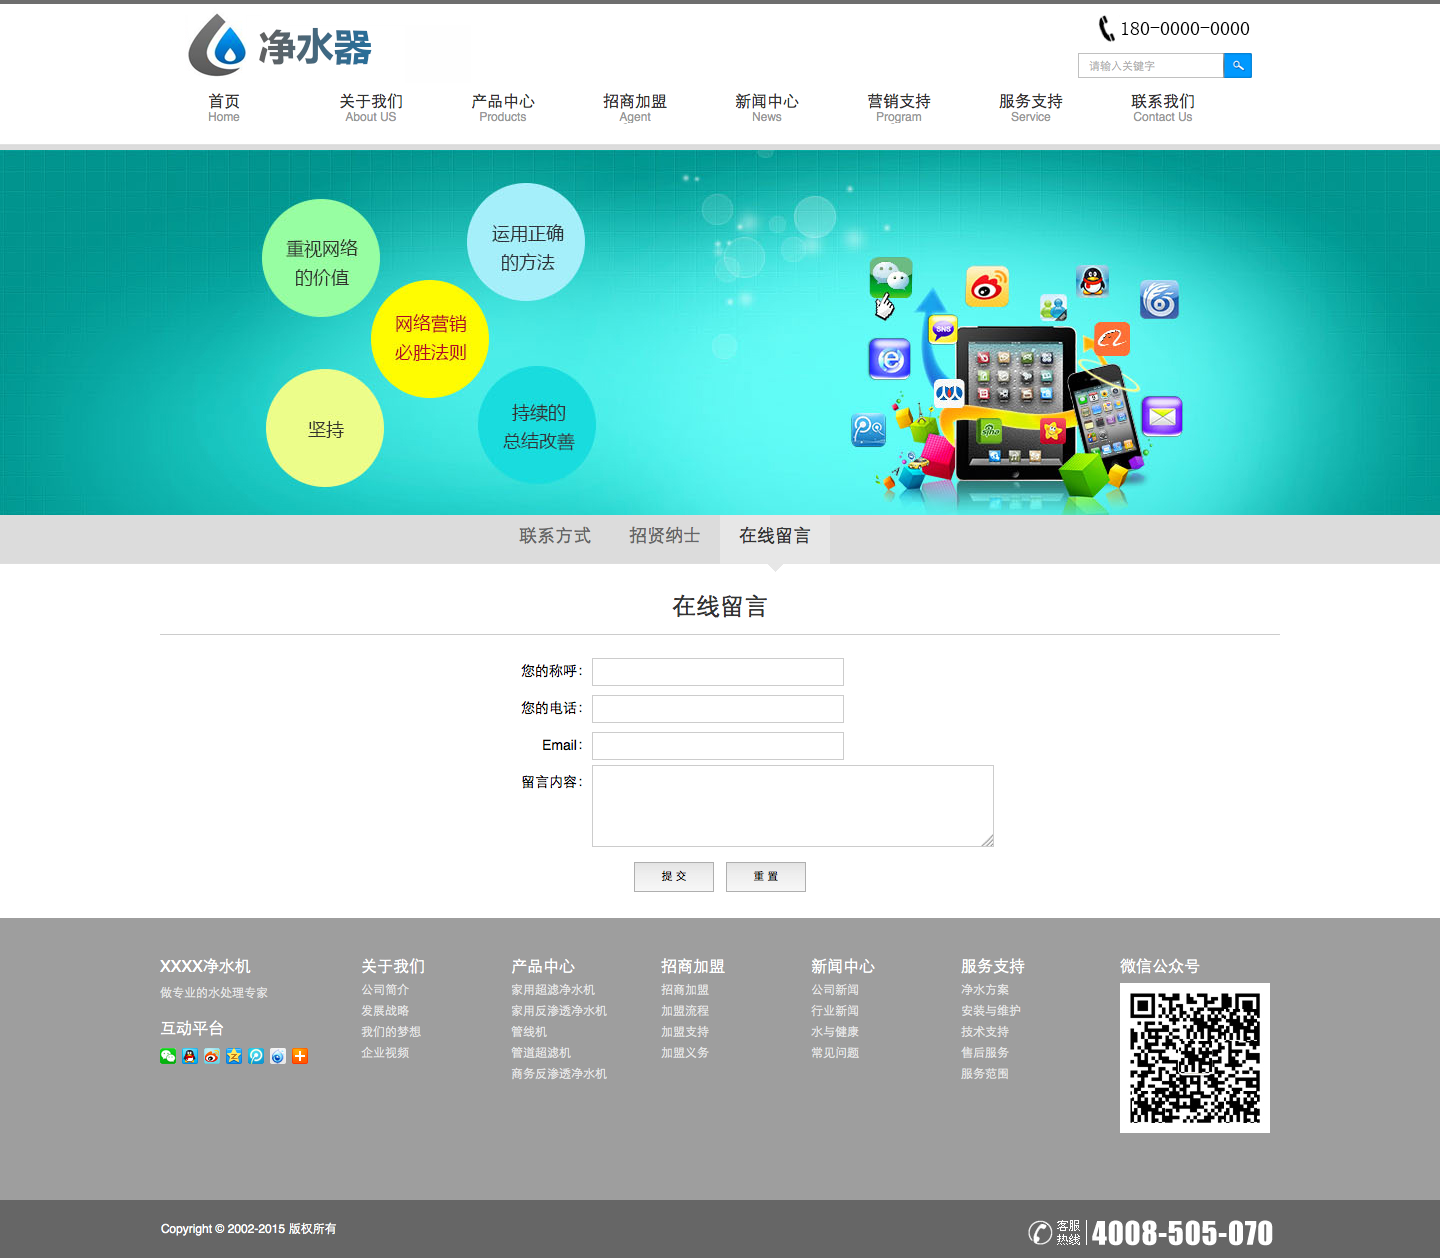 净水器
180-0000-0000
请输入关键字
首页 关于我们 产品中心 招商加盟 新闻中心 营销支持 服务支持 联系我们
Home About US Products Agent News Program Service Contact Us
重视网络
的价值
运用正确
的方法
网络营销
必胜法则
坚持
持续的
总结改善
SNS
sina
联系方式 招贤纳士 在线留言
在线留言
您的称呼：
您的电话：
Email：
留言内容：
提 交 重 置
XXXX净水机
做专业的水处理专家
互动平台
关于我们
公司简介
发展战略
我们的梦想
企业视频
产品中心
家用超滤净水机
家用反渗透净水机
管线机
管道超滤机
商务反渗透净水机
招商加盟
招商加盟
加盟流程
加盟支持
加盟义务
新闻中心
公司新闻
行业新闻
水与健康
常见问题
服务支持
净水方案
安装与维护
技术支持
售后服务
服务范围
微信公众号
Copyright © 2002-2015 版权所有
客服
热线
4008-505-070